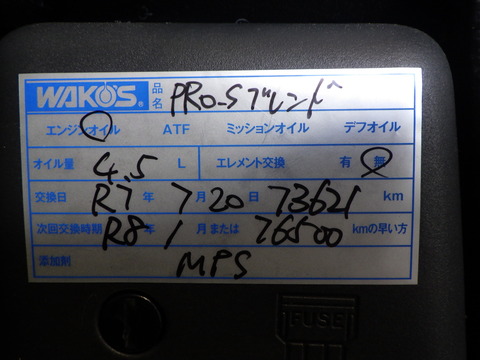 WAKO'S® 品名 PRO-Sブレンド
エンジンオイル ATF ミッションオイル デフオイル
オイル量 4.5 L エレメント交換 有 無
交換日 R7年 7月20日 73621 km
次回交換時期 R8年 1月または 76500 kmの早い方
添加剤 MPS
FUSE